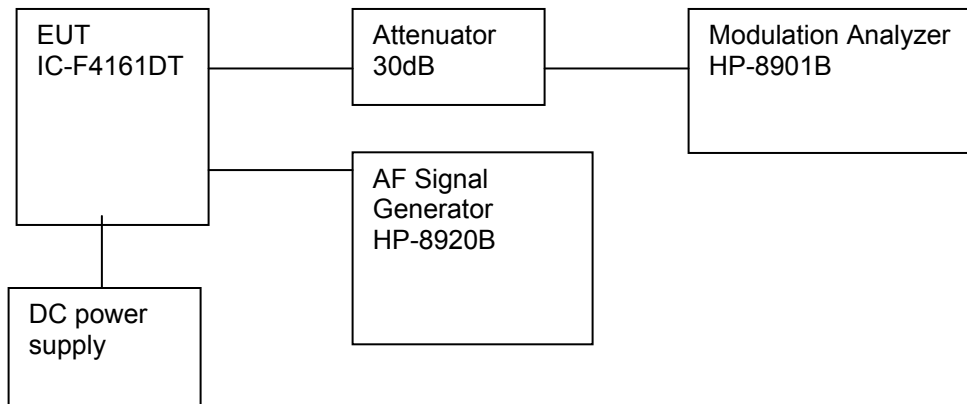 EUT
IC-F4161DT
Attenuator
30dB
Modulation Analyzer
HP-8901B
AF Signal
Generator
HP-8920B
DC power
supply